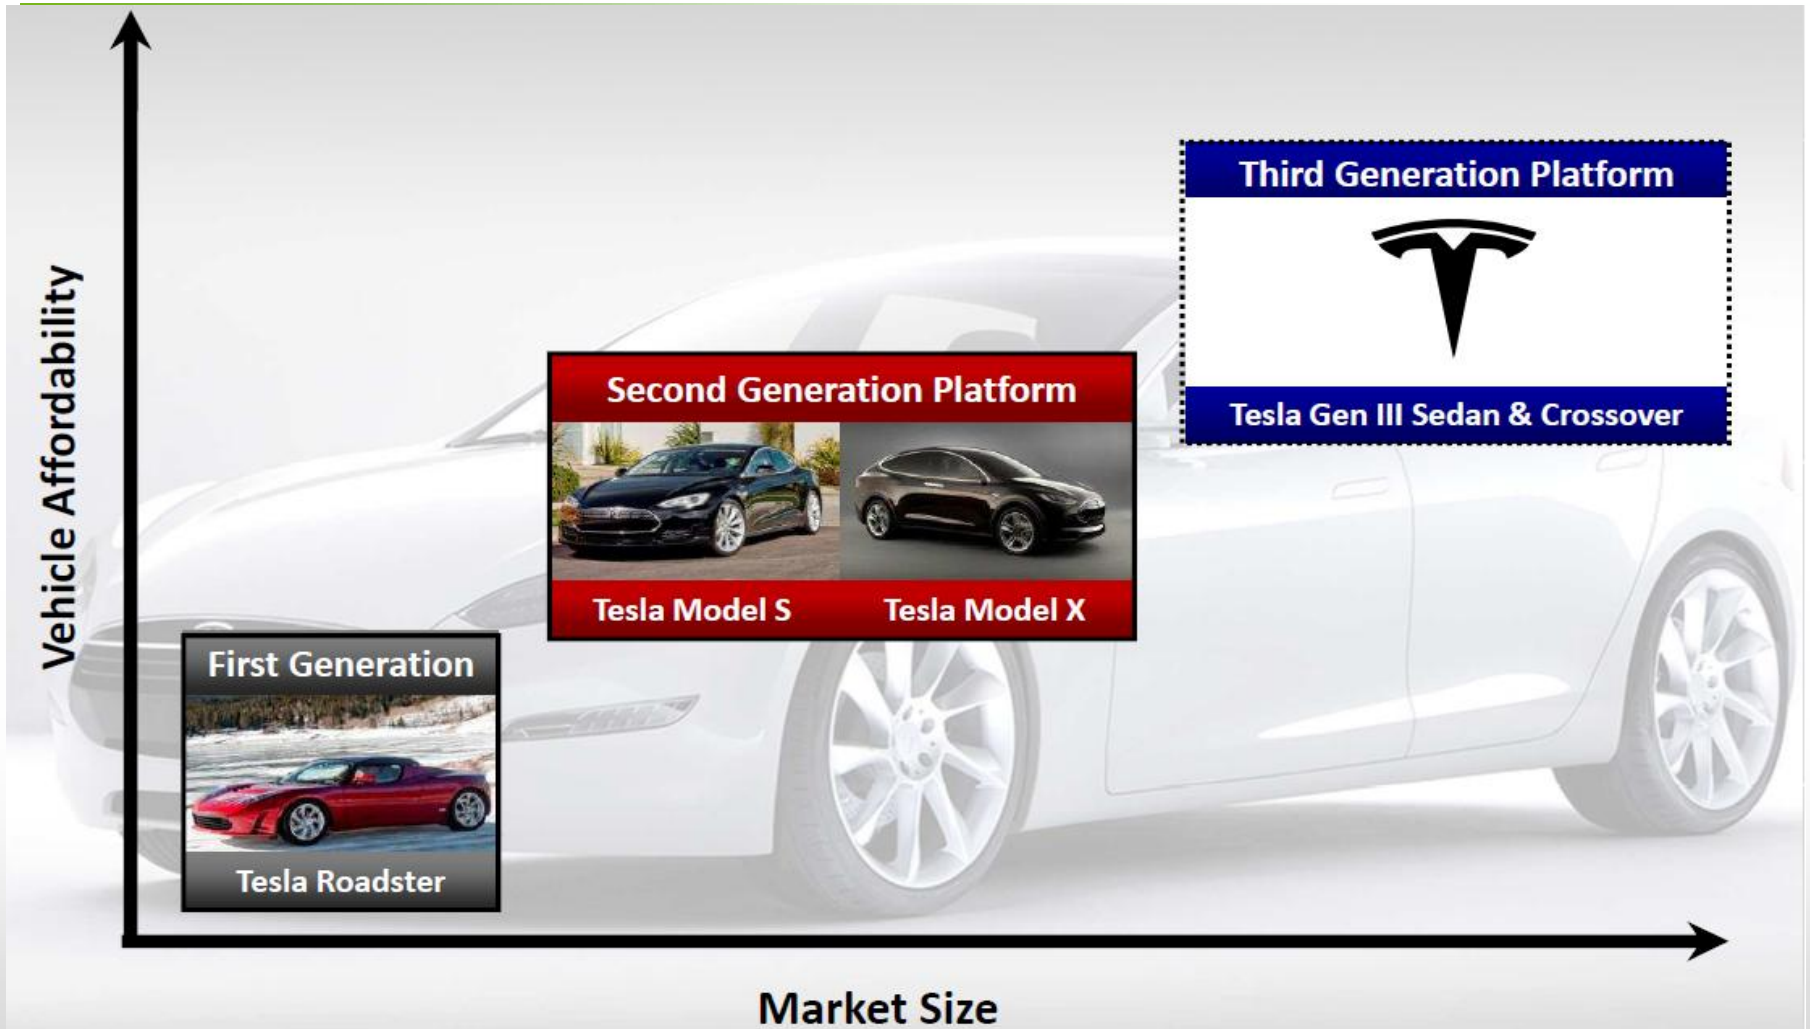 Vehicle Affordability
Third Generation Platform
Tesla Gen III Sedan & Crossover
Second Generation Platform
Tesla Model S
Tesla Model X
First Generation
Tesla Roadster
Market Size